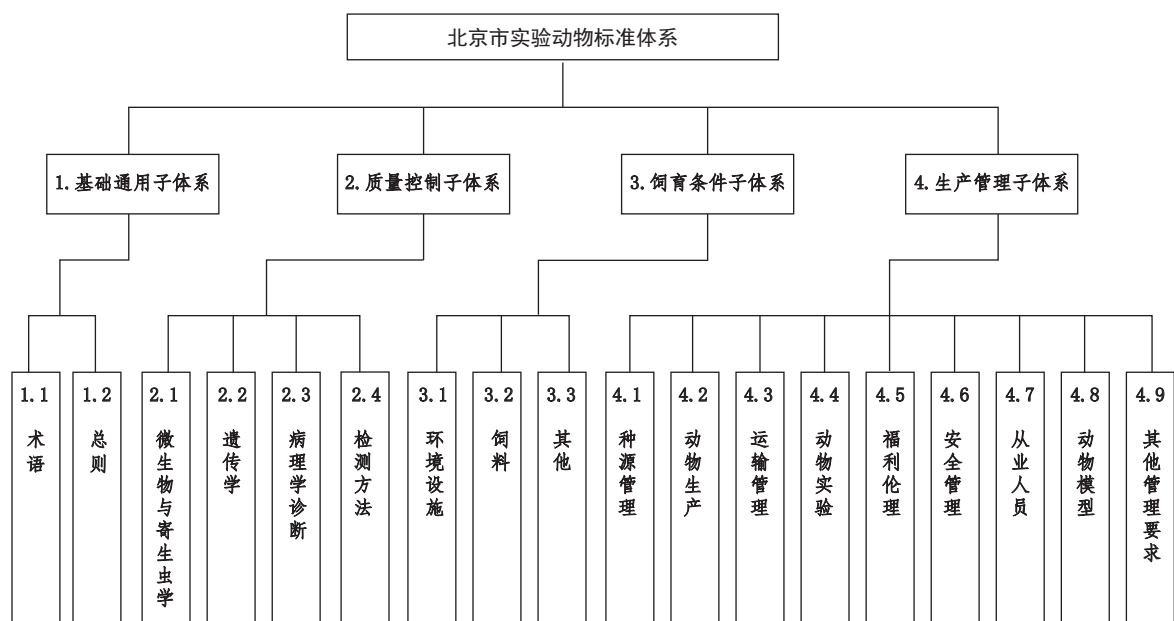 北京市实验动物标准体系
1.基础通用子体系
2.质量控制子体系
3.饲育条件子体系
4.生产管理子体系
1.1
术语
1.2
总则
2.1
微生物与寄生虫学
2.2
遗传学
2.3
病理学诊断
2.4
检测方法
3.1
环境设施
3.2
饲料
3.3
其他
4.1
种源管理
4.2
动物生产
4.3
运输管理
4.4
动物实验
4.5
福利伦理
4.6
安全管理
4.7
从业人员
4.8
动物模型
4.9
其他管理要求